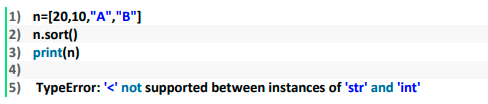 1) n=[20,10,"A","B"]
2) n.sort()
3) print(n)
4)
5) TypeError: '<' not supported between instances of 'str' and 'int'